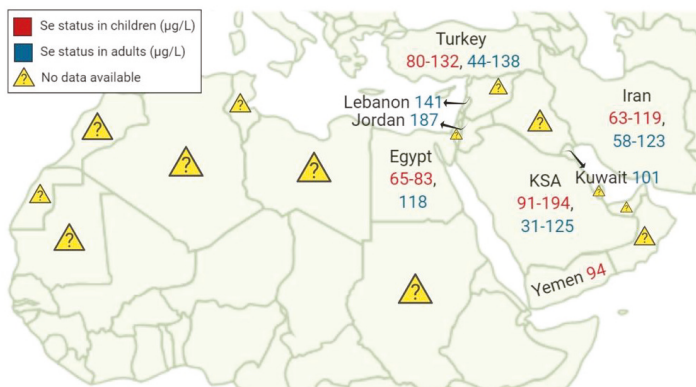 Se status in children (µg/L)
Se status in adults (µg/L)
? No data available
Turkey
80-132, 44-138
Lebanon 141
Jordan 187
Iran
63-119,
58-123
Egypt
65-83,
118
KSA
91-194,
31-125
Kuwait 101
Yemen 94
?
?
?
?
?
?
?
?
?
?
?
?
?